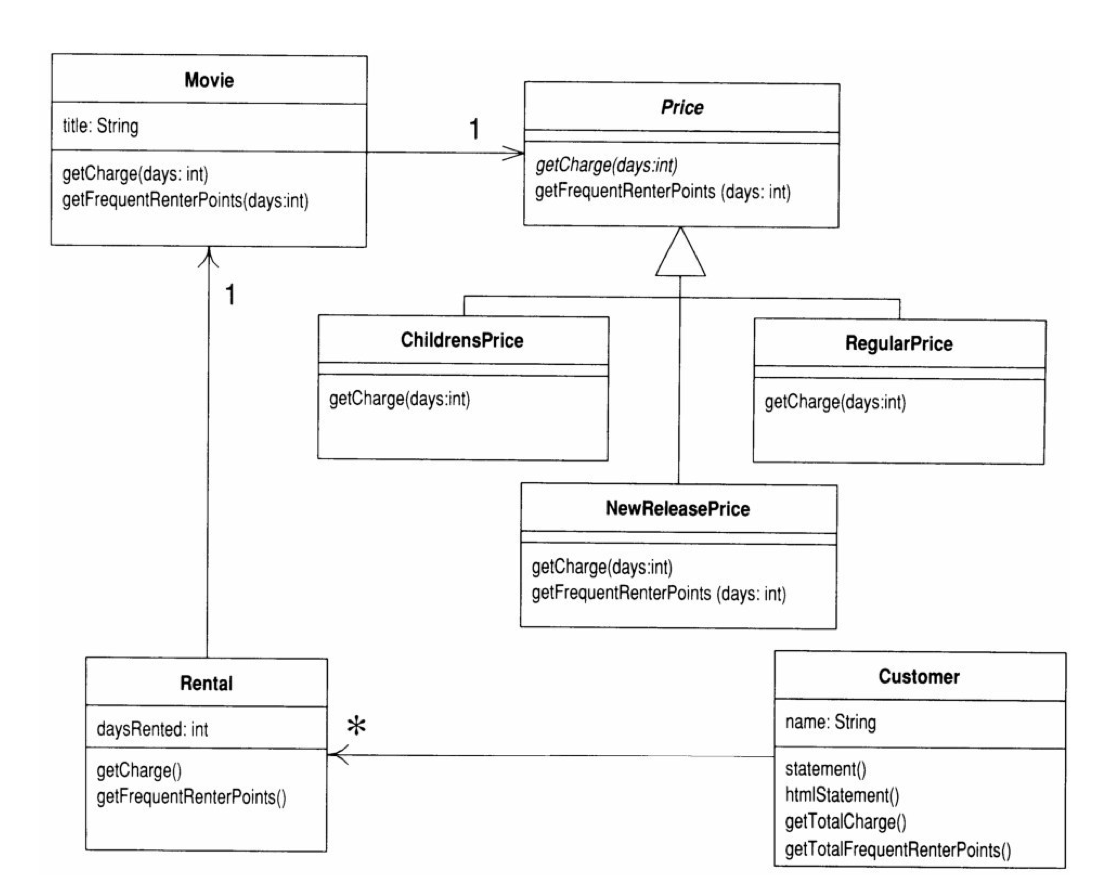 Movie
title: String
getCharge(days: int)
getFrequentRenterPoints(days:int)
1
Price
getCharge(days:int)
getFrequentRenterPoints (days: int)
1
ChildrensPrice
getCharge(days:int)
RegularPrice
getCharge(days:int)
NewReleasePrice
getCharge(days:int)
getFrequentRenterPoints (days: int)
Rental
daysRented: int
getCharge()
getFrequentRenterPoints()
*
Customer
name: String
statement()
htmlStatement()
getTotalCharge()
getTotalFrequentRenterPoints()